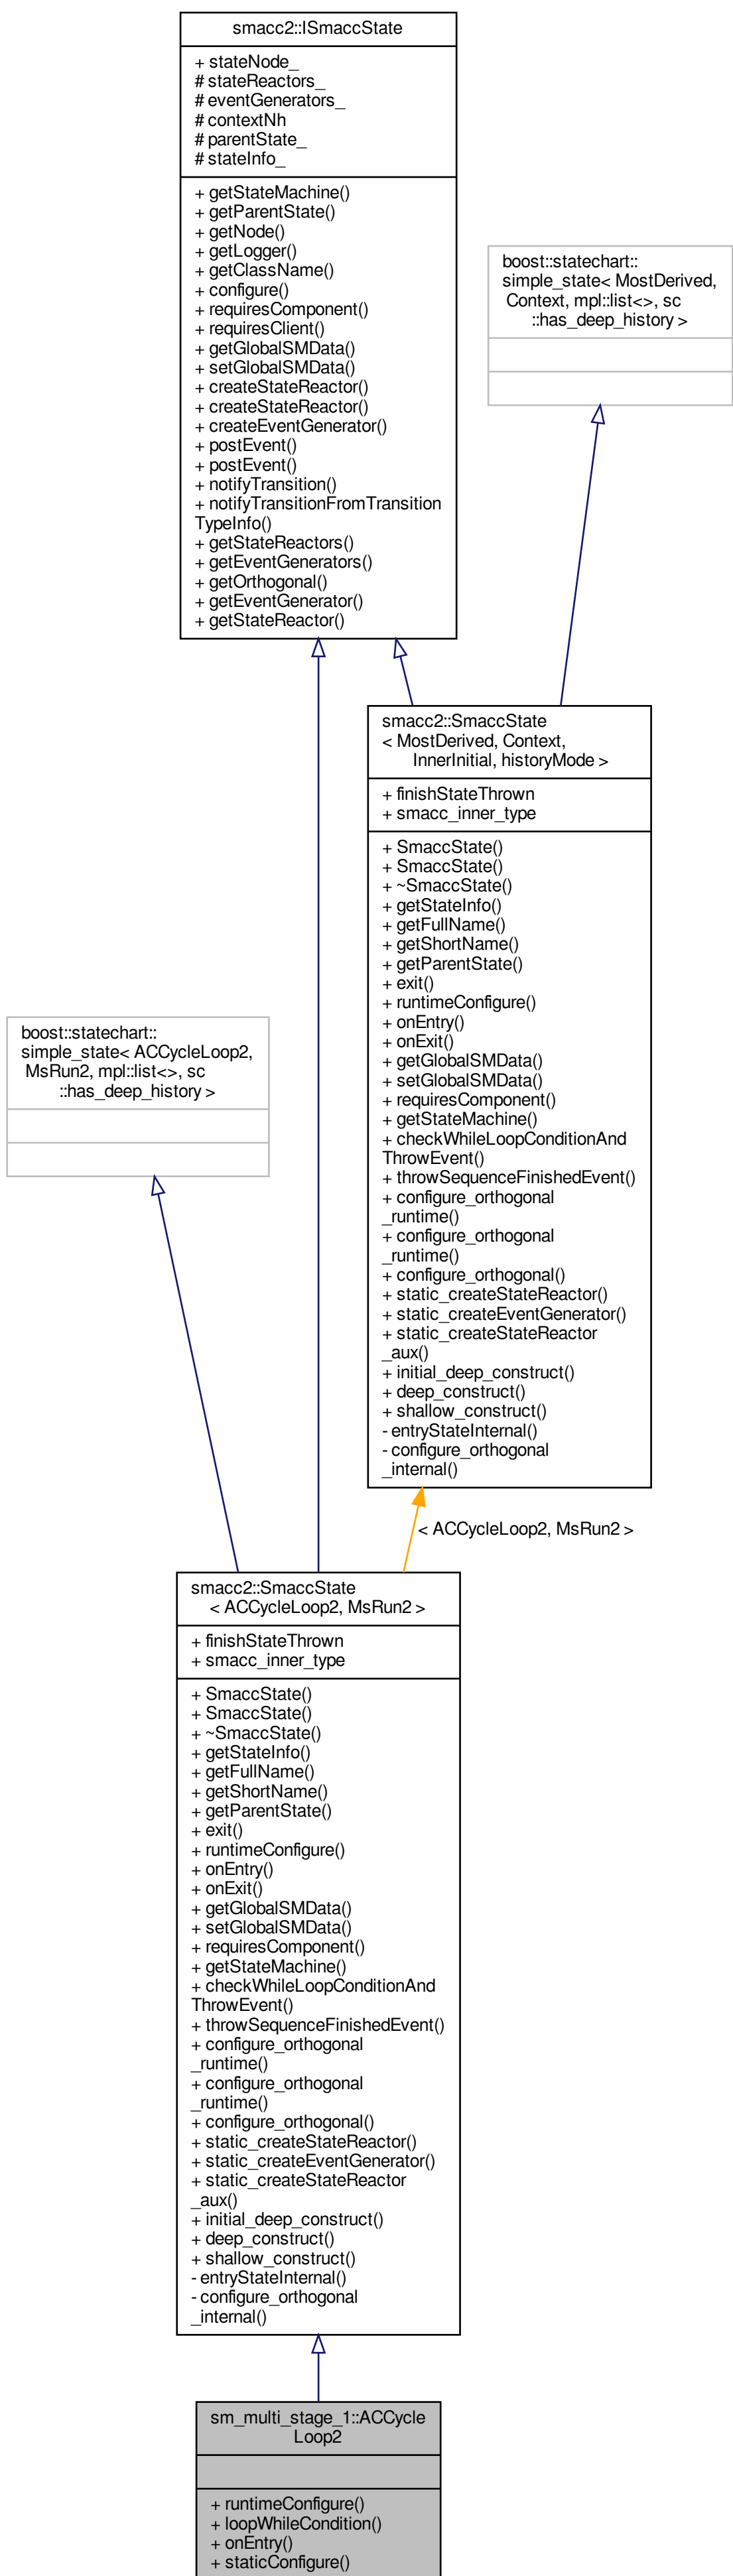 smacc2::ISmaccState
+ stateNode_
# stateReactors_
# eventGenerators_
# contextNh
# parentState_
# stateInfo_
+ getStateMachine()
+ getParentState()
+ getNode()
+ getLogger()
+ getClassName()
+ configure()
+ requiresComponent()
+ requiresClient()
+ getGlobalSMData()
+ setGlobalSMData()
+ createStateReactor()
+ createStateReactor()
+ createEventGenerator()
+ postEvent()
+ postEvent()
+ notifyTransition()
+ notifyTransitionFromTransition
TypeInfo()
+ getStateReactors()
+ getEventGenerators()
+ getOrthogonal()
+ getEventGenerator()
+ getStateReactor()
boost::statechart::
simple_state< MostDerived,
Context, mpl::list<>, sc
::has_deep_history >
smacc2::SmaccState
< MostDerived, Context,
InnerInitial, historyMode >
+ finishStateThrown
+ smacc_inner_type
+ SmaccState()
+ SmaccState()
+ ~SmaccState()
+ getStateInfo()
+ getFullName()
+ getShortName()
+ getParentState()
+ exit()
+ runtimeConfigure()
+ onEntry()
+ onExit()
+ getGlobalSMData()
+ setGlobalSMData()
+ requiresComponent()
+ getStateMachine()
+ checkWhileLoopConditionAnd
ThrowEvent()
+ throwSequenceFinishedEvent()
+ configure_orthogonal
_runtime()
+ configure_orthogonal
_runtime()
+ configure_orthogonal()
+ static_createStateReactor()
+ static_createEventGenerator()
+ static_createStateReactor
_aux()
+ initial_deep_construct()
+ deep_construct()
+ shallow_construct()
- entryStateInternal()
- configure_orthogonal
_internal()
boost::statechart::
simple_state< ACCycleLoop2,
MsRun2, mpl::list<>, sc
::has_deep_history >
< ACCycleLoop2, MsRun2 >
smacc2::SmaccState
< ACCycleLoop2, MsRun2 >
+ finishStateThrown
+ smacc_inner_type
+ SmaccState()
+ SmaccState()
+ ~SmaccState()
+ getStateInfo()
+ getFullName()
+ getShortName()
+ getParentState()
+ exit()
+ runtimeConfigure()
+ onEntry()
+ onExit()
+ getGlobalSMData()
+ setGlobalSMData()
+ requiresComponent()
+ getStateMachine()
+ checkWhileLoopConditionAnd
ThrowEvent()
+ throwSequenceFinishedEvent()
+ configure_orthogonal
_runtime()
+ configure_orthogonal
_runtime()
+ configure_orthogonal()
+ static_createStateReactor()
+ static_createEventGenerator()
+ static_createStateReactor
_aux()
+ initial_deep_construct()
+ deep_construct()
+ shallow_construct()
- entryStateInternal()
- configure_orthogonal
_internal()
sm_multi_stage_1::ACCycle
Loop2
+ runtimeConfigure()
+ loopWhileCondition()
+ onEntry()
+ staticConfigure()